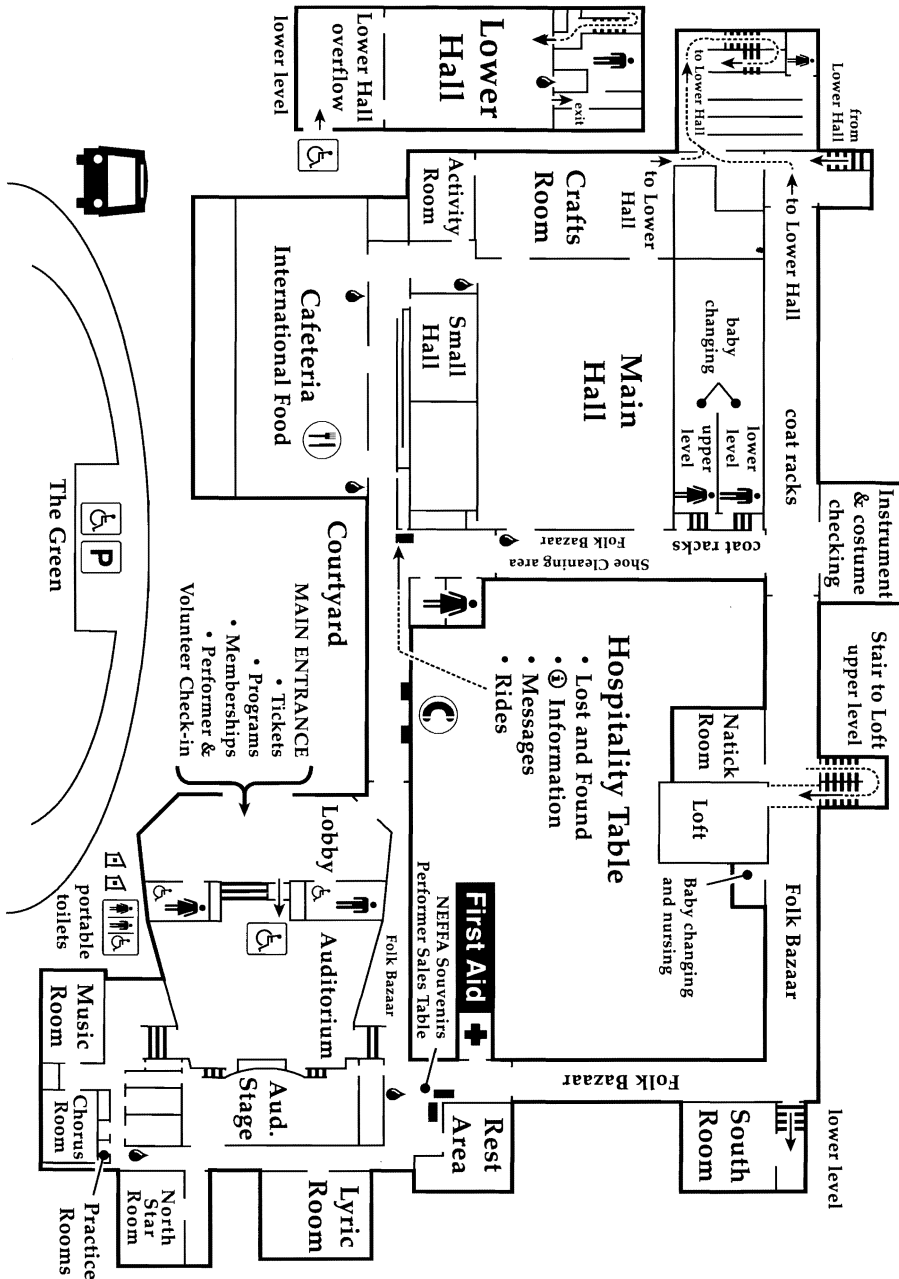 Lower
Hall
Lower Hall
overflow
lower level
exit
to Lower Hall
from
Lower Hall
to Lower Hall
to Lower
Hall
Crafts
Room
Activity
Room
Cafeteria
International Food
Small
Hall
Main
Hall
baby
changing
lower
level
upper
level
coat racks
coat racks
Instrument
& costume
checking
Folk Bazaar
Shoe Cleaning area
The Green
P
Courtyard
MAIN ENTRANCE
• Tickets
• Programs
• Memberships
• Performer &
Volunteer Check-in
Hospitality Table
• Lost and Found
• i Information
• Messages
• Rides
Stair to Loft
upper level
Natick
Room
Loft
Baby changing
and nursing
Folk Bazaar
Lobby
Auditorium
Folk Bazaar
portable
toilets
First Aid
NEFFA Souvenirs
Performer Sales Table
Folk Bazaar
Music
Room
Chorus
Room
Practice
Rooms
Aud.
Stage
North
Star
Room
Lyric
Room
Rest
Area
South
Room
lower level